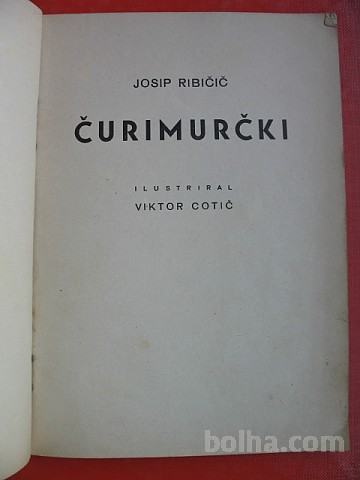 JOSIP RIBIČIČ
ČURIMURČKI
ILUSTRIRAL
VIKTOR COTIČ
bolha.com